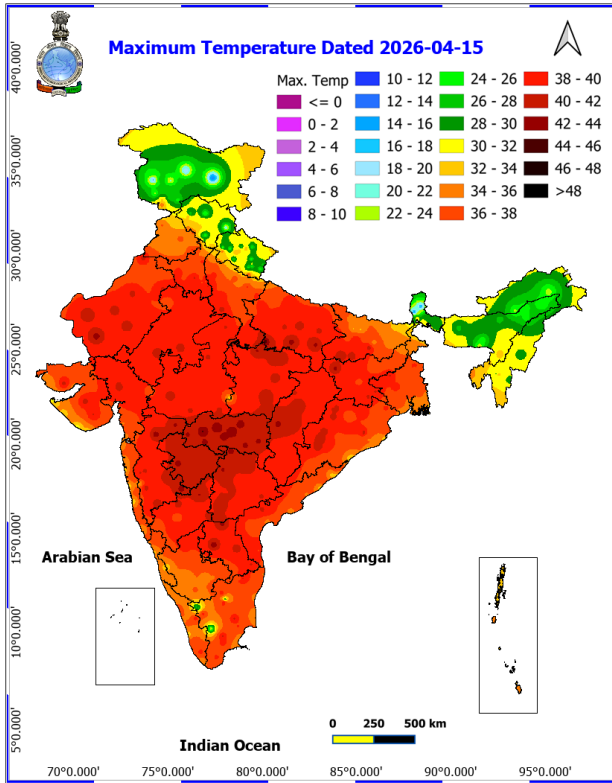 Maximum Temperature Dated 2026-04-15
Max. Temp
<= 0
0 - 2
2 - 4
4 - 6
6 - 8
8 - 10
10 - 12
12 - 14
14 - 16
16 - 18
18 - 20
20 - 22
22 - 24
24 - 26
26 - 28
28 - 30
30 - 32
32 - 34
34 - 36
36 - 38
38 - 40
40 - 42
42 - 44
44 - 46
46 - 48
>48
40°0.000'
35°0.000'
30°0.000'
25°0.000'
20°0.000'
15°0.000'
10°0.000'
5°0.000'
Arabian Sea
Bay of Bengal
Indian Ocean
0 250 500 km
70°0.000' 75°0.000' 80°0.000' 85°0.000' 90°0.000' 95°0.000'